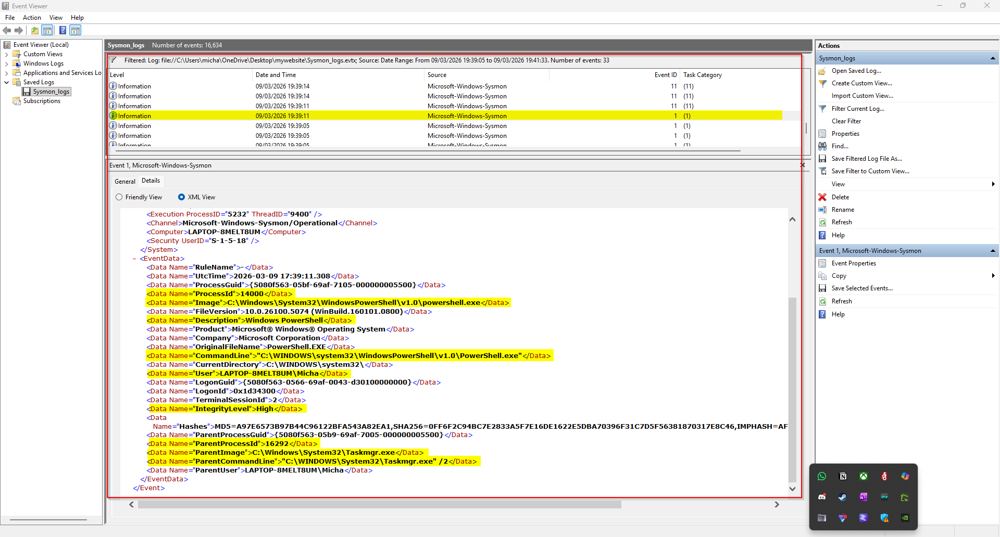 Event Viewer
File Action View Help
Event Viewer (Local)
Custom Views
Windows Logs
Applications and Services Lo
Saved Logs
Sysmon_logs
Subscriptions
Sysmon_logs Number of events: 16,634
Filtered: Log: file://C:\Users\micha\OneDrive\Desktop\mywebsite\Sysmon_logs.evtx; Source: Date Range: From 09/03/2026 19:39:05 to 09/03/2026 19:41:33. Number of events: 33
Level Date and Time Source Event ID Task Category
Information 09/03/2026 19:39:14 Microsoft-Windows-Sysmon 11 (11)
Information 09/03/2026 19:39:14 Microsoft-Windows-Sysmon 11 (11)
Information 09/03/2026 19:39:11 Microsoft-Windows-Sysmon 11 (11)
Information 09/03/2026 19:39:11 Microsoft-Windows-Sysmon 1 (1)
Information 09/03/2026 19:39:05 Microsoft-Windows-Sysmon 1 (1)
Information 09/03/2026 19:39:05 Microsoft-Windows-Sysmon 1 (1)
Information 09/03/2026 19:39:05 Microsoft-Windows-Sysmon 1 (1)
Event 1, Microsoft-Windows-Sysmon
General Details
Friendly View XML View
<Execution ProcessID="5232" ThreadID="9400" />
<Channel>Microsoft-Windows-Sysmon/Operational</Channel>
<Computer>LAPTOP-8MELT8UM</Computer>
<Security UserID="S-1-5-18" />
</System>
- <EventData>
<Data Name="RuleName">-</Data>
<Data Name="UtcTime">2026-03-09 17:39:11.308</Data>
<Data Name="ProcessGuid">{5080f563-05bf-69af-7105-000000005500}</Data>
<Data Name="ProcessId">14000</Data>
<Data Name="Image">C:\Windows\System32\WindowsPowerShell\v1.0\powershell.exe</Data>
<Data Name="FileVersion">10.0.26100.5074 (WinBuild.160101.0800)</Data>
<Data Name="Description">Windows PowerShell</Data>
<Data Name="Product">Microsoft® Windows® Operating System</Data>
<Data Name="Company">Microsoft Corporation</Data>
<Data Name="OriginalFileName">PowerShell.EXE</Data>
<Data Name="CommandLine">"C:\WINDOWS\system32\WindowsPowerShell\v1.0\PowerShell.exe"</Data>
<Data Name="CurrentDirectory">C:\WINDOWS\system32\</Data>
<Data Name="User">LAPTOP-8MELT8UM\Micha</Data>
<Data Name="LogonGuid">{5080f563-0566-69af-0043-d30100000000}</Data>
<Data Name="LogonId">0x1d34300</Data>
<Data Name="TerminalSessionId">2</Data>
<Data Name="IntegrityLevel">High</Data>
<Data
Name="Hashes">MD5=A97E6573B97B44C96122BFA543A82EA1,SHA256=0FF6F2C94BC7E2833A5F7E16DE1622E5DBA70396F31C7D5F56381870317E8C46,IMPHASH=AF
<Data Name="ParentProcessGuid">{5080f563-05b9-69af-7005-000000005500}</Data>
<Data Name="ParentProcessId">16292</Data>
<Data Name="ParentImage">C:\Windows\System32\Taskmgr.exe</Data>
<Data Name="ParentCommandLine">"C:\WINDOWS\System32\Taskmgr.exe" /2</Data>
<Data Name="ParentUser">LAPTOP-8MELT8UM\Micha</Data>
</EventData>
</Event>
Actions
Sysmon_logs
Open Saved Log...
Create Custom View...
Import Custom View...
Filter Current Log...
Clear Filter
Properties
Find...
Save Filtered Log File As...
Save Filter to Custom View...
View
Delete
Rename
Refresh
Help
Event 1, Microsoft-Windows-Sysmon
Event Properties
Copy
Save Selected Events...
Refresh
Help